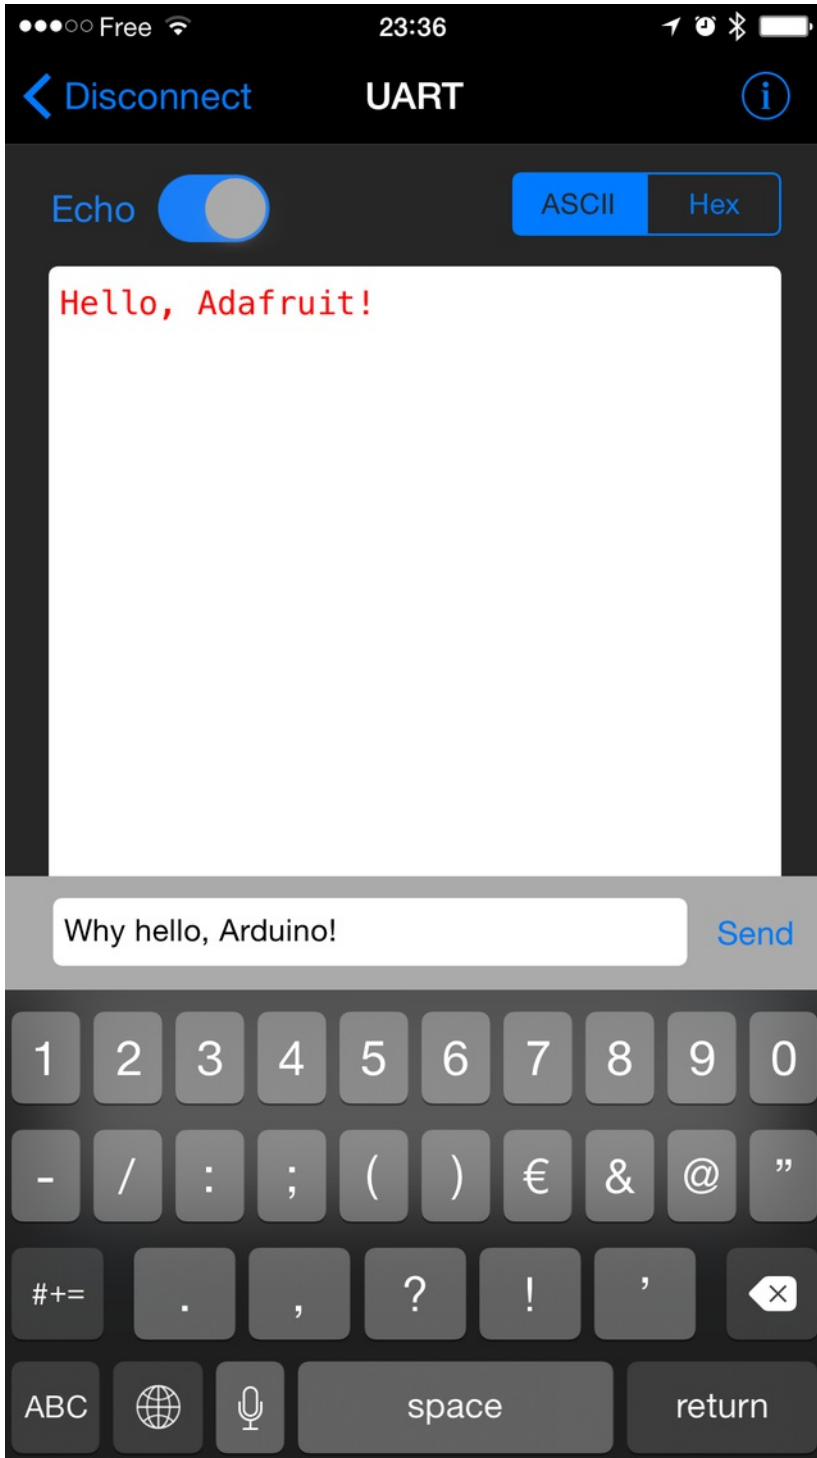 Free 23:36
Disconnect UART i
Echo ASCII Hex
Hello, Adafruit!
Why hello, Arduino! Send
1 2 3 4 5 6 7 8 9 0
- / : ; ( ) € & @ ”
#+= . , ? ! ’
ABC space return